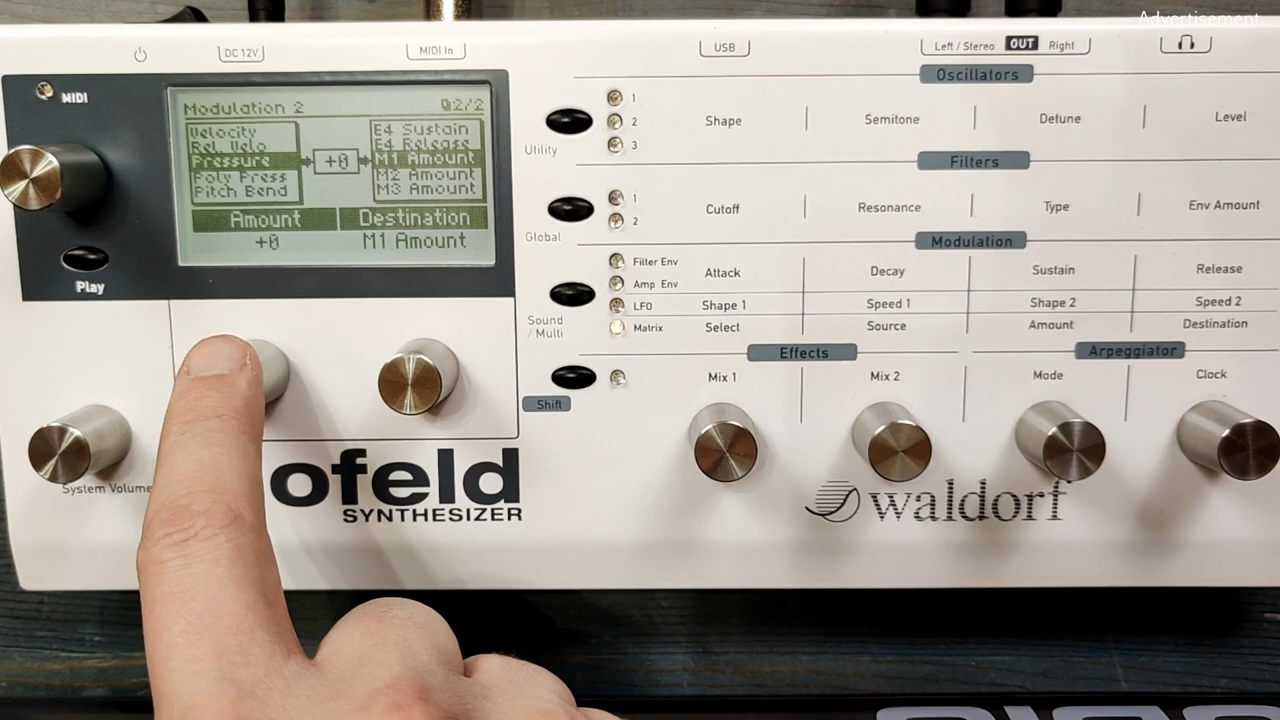 Advertisement
DC 12V
MIDI In
USB
Left / Stereo OUT Right
MIDI
Modulation 2 2/2
Velocity
Rel. Velo
Pressure
Poly Press
Pitch Bend
+0
E4 Sustain
E4 Release
M1 Amount
M2 Amount
M3 Amount
Amount Destination
+0 M1 Amount
Play
System Volume
ofeld
SYNTHESIZER
Oscillators
1
2
3
Utility
Shape Semitone Detune Level
Filters
1
2
Global
Cutoff Resonance Type Env Amount
Modulation
Filter Env
Amp Env
LFO
Matrix
Sound
/ Multi
Attack Decay Sustain Release
Shape 1 Speed 1 Shape 2 Speed 2
Select Source Amount Destination
Effects Arpeggiator
Shift
Mix 1 Mix 2 Mode Clock
waldorf